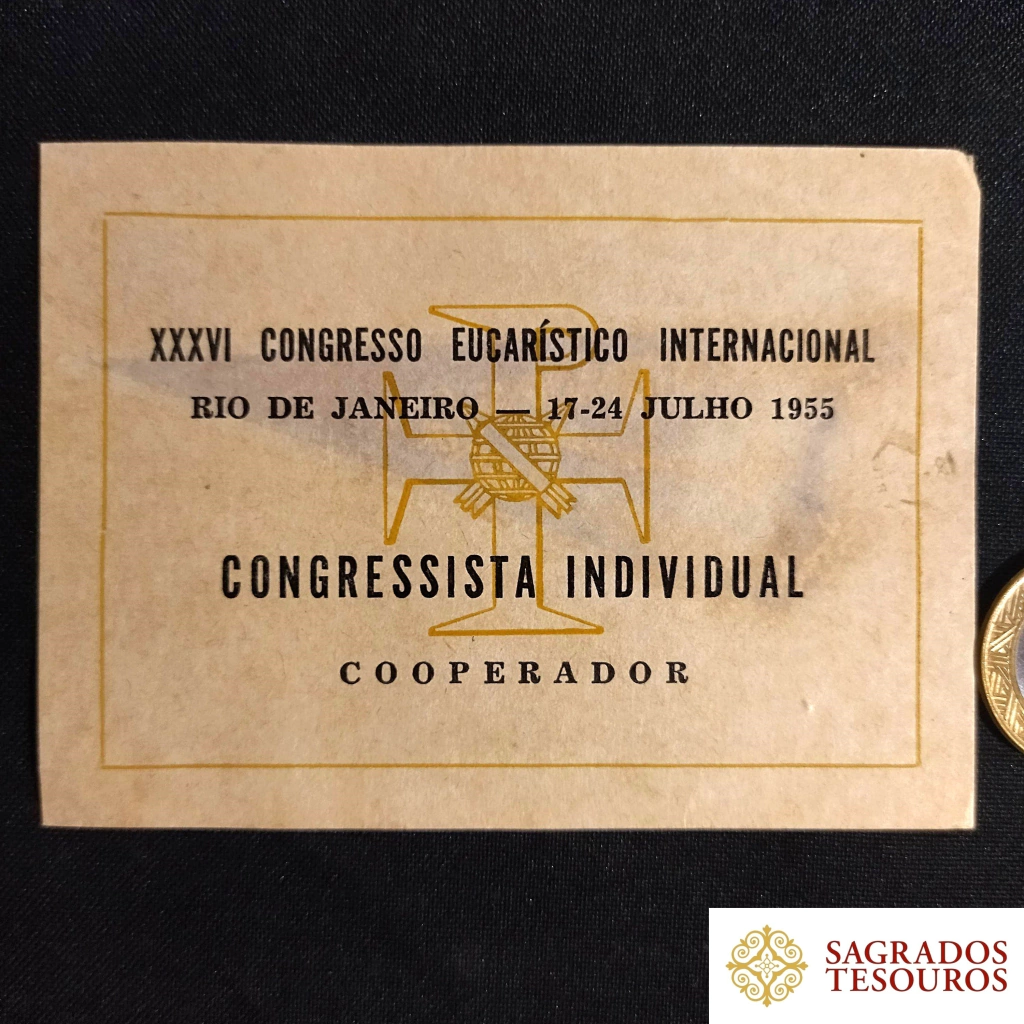 XXXVI CONGRESSO EUCARÍSTICO INTERNACIONAL
RIO DE JANEIRO — 17-24 JULHO 1955
CONGRESSISTA INDIVIDUAL
COOPERADOR
SAGRADOS
TESOUROS